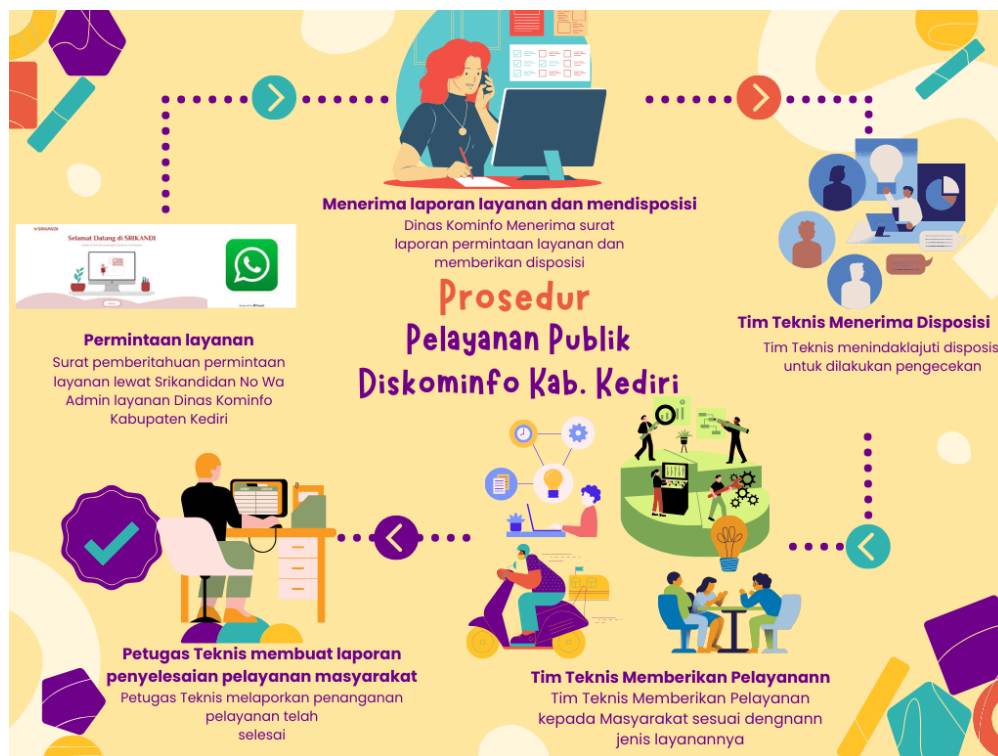 Menerima laporan layanan dan mendisposisi
Dinas Kominfo Menerima surat
laporan permintaan layanan dan
memberikan disposisi
SRIKANDI
Selamat Datang di SRIKANDI
Prosedur
Pelayanan Publik
Diskominfo Kab. Kediri
Permintaan layanan
Surat pemberitahuan permintaan
layanan lewat Srikandidan No Wa
Admin layanan Dinas Kominfo
Kabupaten Kediri
Tim Teknis Menerima Disposisi
Tim Teknis menindaklajuti disposis
untuk dilakukan pengecekan
Tim Teknis Memberikan Pelayanann
Tim Teknis Memberikan Pelayanan
kepada Masyarakat sesuai dengnann
jenis layanannya
Petugas Teknis membuat laporan
penyelesaian pelayanan masyarakat
Petugas Teknis melaporkan penanganan
pelayanan telah
selesai